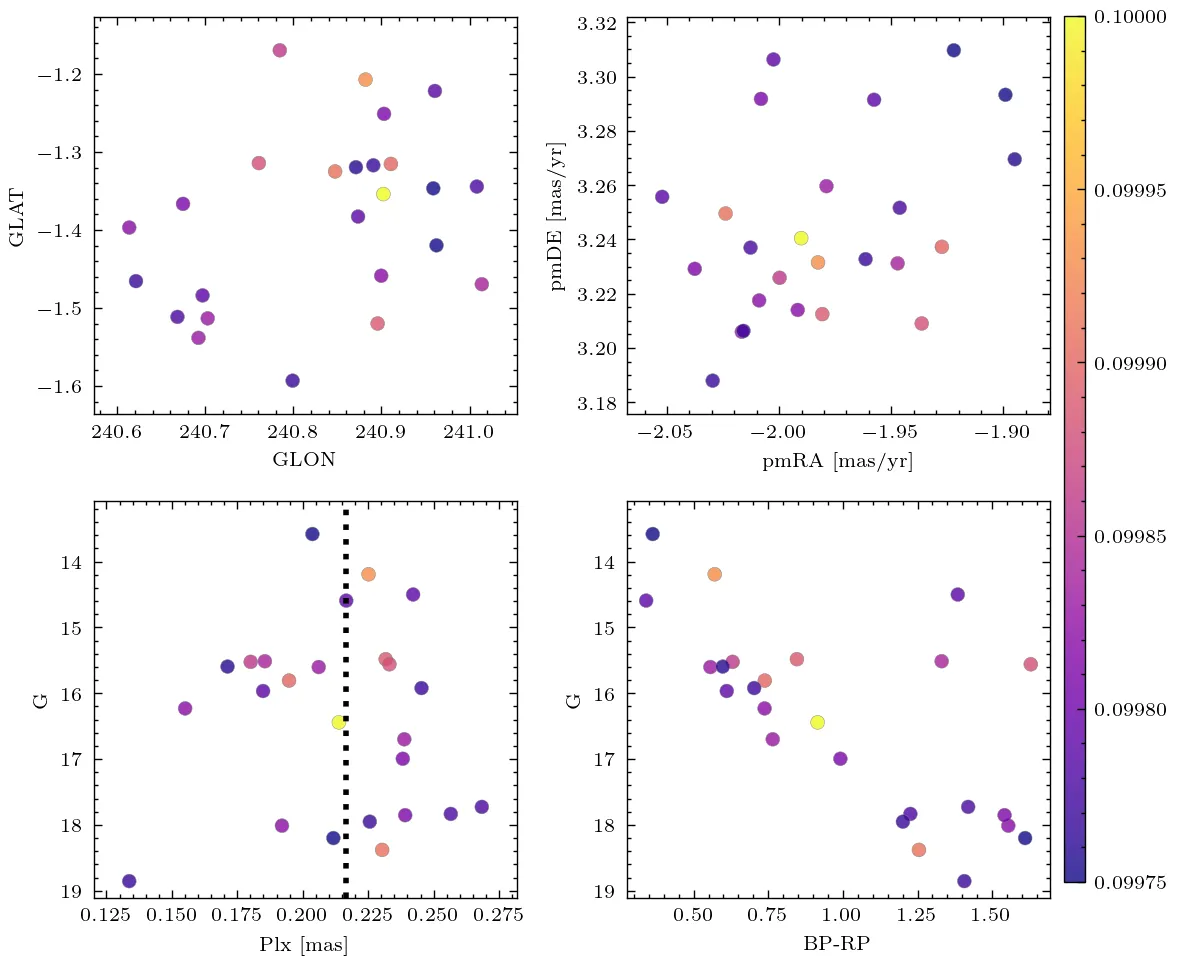 −1.2
−1.3
−1.4
−1.5
−1.6
GLAT
240.6 240.7 240.8 240.9 241.0
GLON
3.32
3.30
3.28
3.26
3.24
3.22
3.20
3.18
pmDE [mas/yr]
−2.05 −2.00 −1.95 −1.90
pmRA [mas/yr]
0.10000
0.09995
0.09990
0.09985
0.09980
0.09975
14
15
16
17
18
19
G
0.125 0.175 0.200 0.225 0.250 0.275
Plx [mas]
14
15
16
17
18
19
G
0.50 0.75 1.00 1.25 1.50
BP-RP